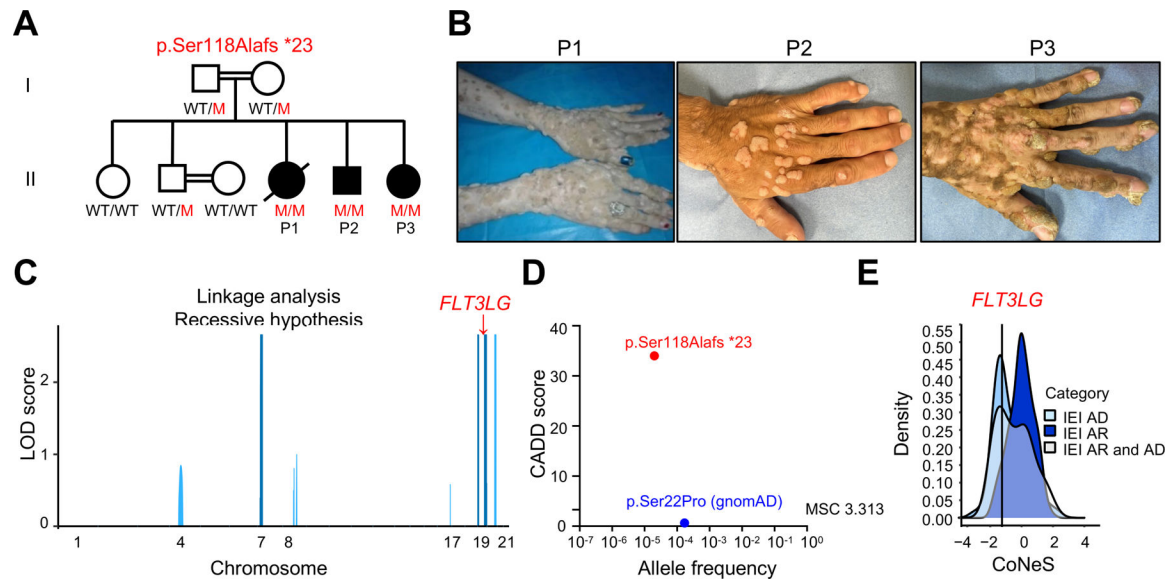 A
p.Ser118Alafs *23
I
WT/M WT/M
II
WT/WT WT/M WT/WT M/M M/M M/M
P1 P2 P3
B
P1 P2 P3
C
Linkage analysis
Recessive hypothesis
FLT3LG
LOD score
2
1
0
1 4 7 8 17 19 21
Chromosome
D
CADD score
40
30
20
10
0
p.Ser118Alafs *23
p.Ser22Pro (gnomAD)
MSC 3.313
10-7 10-6 10-5 10-4 10-3 10-2 10-1 100
Allele frequency
E
FLT3LG
Density
0.55
0.50
0.45
0.40
0.35
0.30
0.25
0.20
0.15
0.10
0.05
0.00
Category
IEI AD
IEI AR
IEI AR and AD
−4 −2 0 2 4
CoNeS